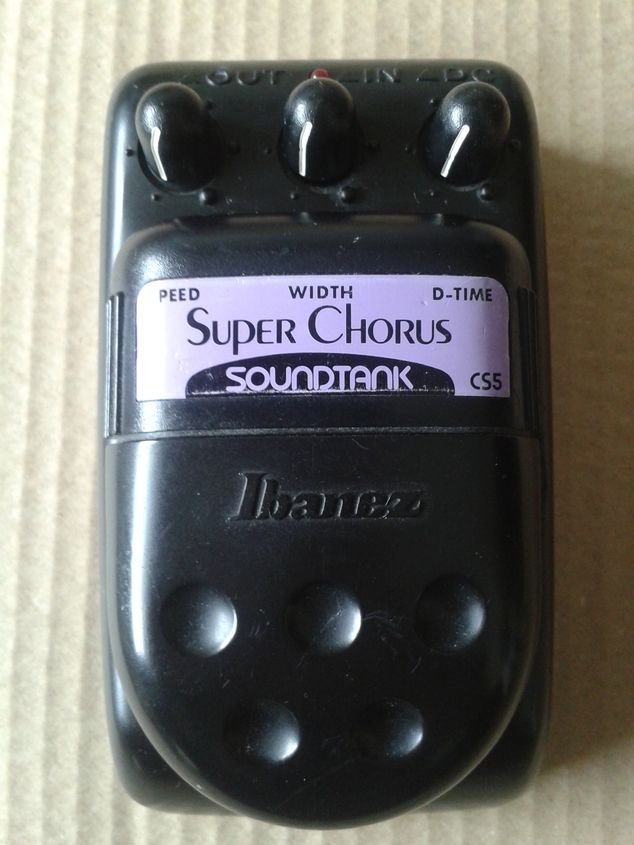 OUT IN DC
PEED WIDTH D-TIME
SUPER CHORUS
SOUNDTANK CS5
Ibanez